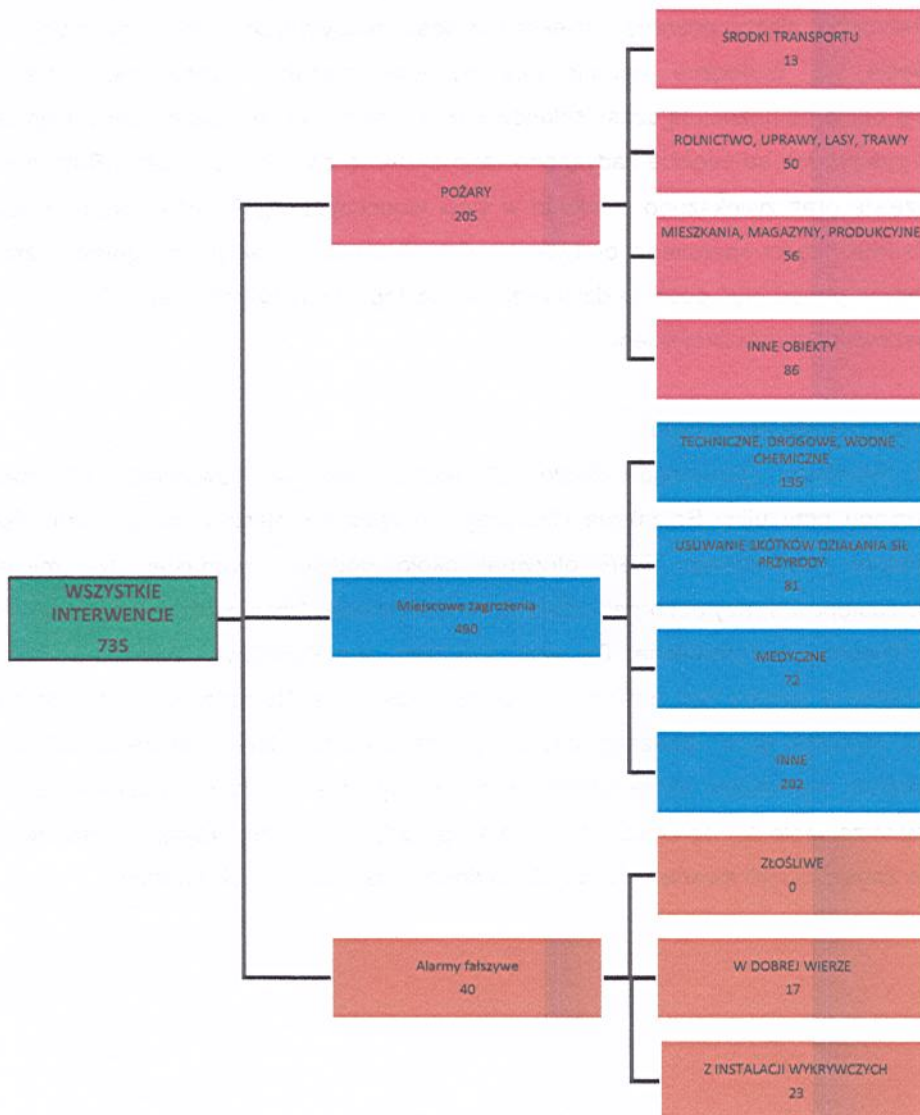 ŚRODKI TRANSPORTU
13
ROLNICTWO, UPRAWY, LASY, TRAWY
50
POŻARY
205
MIESZKANIA, MAGAZYNY, PRODUKCYJNE
56
INNE OBIEKTY
86
TECHNICZNE, DROGOWE, WODNE,
CHEMICZNE
135
USUWANIE SKÓTKÓW DZIAŁANIA SIŁ
PRZYRODY
81
WSZYSTKIE
INTERWENCJE
735
Miejscowe zagrożenia
490
MEDYCZNE
72
INNE
202
ZŁOŚLIWE
0
Alarmy fałszywe
40
W DOBREJ WIERZE
17
Z INSTALACJI WYKRYWCZYCH
23